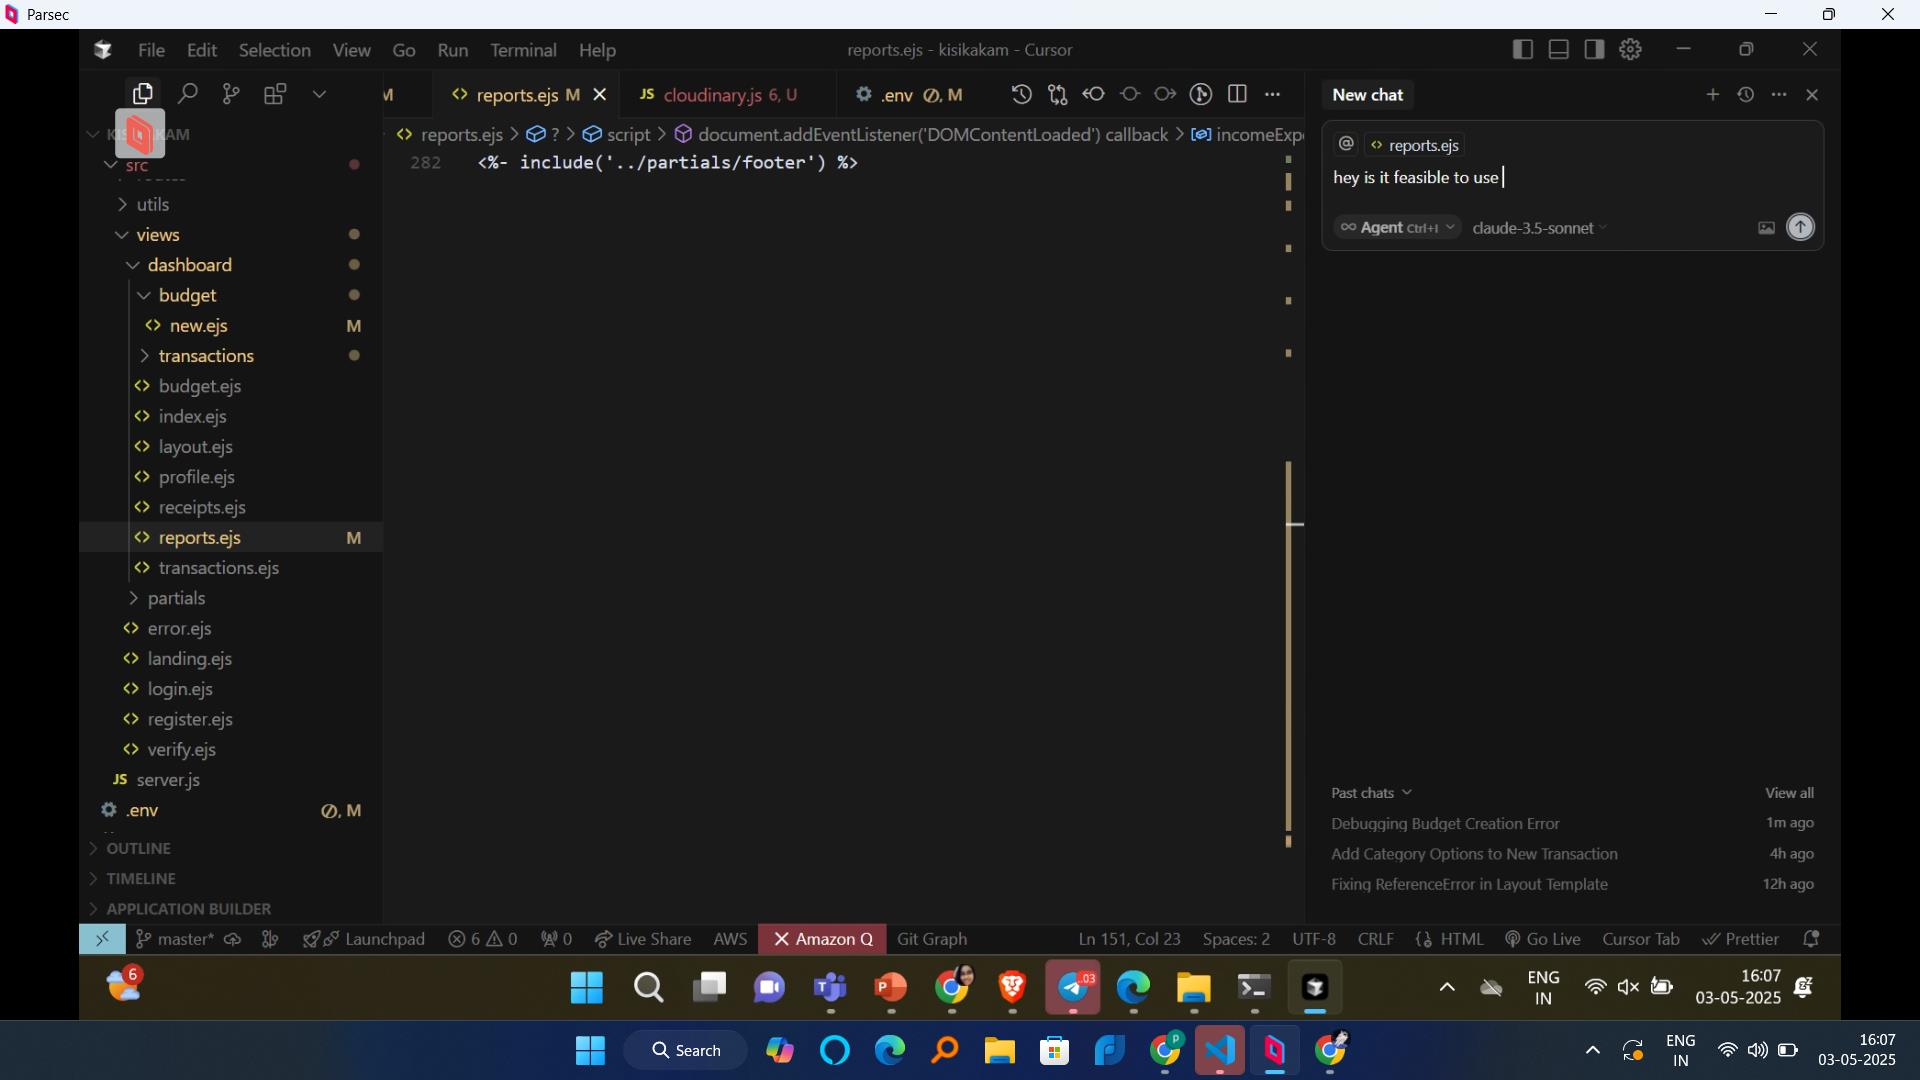 Parsec
File Edit Selection View Go Run Terminal Help
reports.ejs - kisikakam - Cursor
M
reports.ejs M
JS cloudinary.js 6, U
.env M
New chat
KISIKAKAM
reports.ejs > ? > script > document.addEventListener('DOMContentLoaded') callback > incomeExp
@ reports.ejs
282 <%- include('../partials/footer') %>
hey is it feasible to use
Agent Ctrl+I claude-3.5-sonnet
src
utils
views
dashboard
budget
new.ejs M
transactions
budget.ejs
index.ejs
layout.ejs
profile.ejs
receipts.ejs
reports.ejs M
transactions.ejs
partials
error.ejs
landing.ejs
login.ejs
register.ejs
verify.ejs
JS server.js
.env , M
OUTLINE
TIMELINE
APPLICATION BUILDER
Past chats View all
Debugging Budget Creation Error 1m ago
Add Category Options to New Transaction 4h ago
Fixing ReferenceError in Layout Template 12h ago
master* Launchpad 6 0 0 Live Share AWS Amazon Q Git Graph Ln 151, Col 23 Spaces: 2 UTF-8 CRLF {} HTML Go Live Cursor Tab Prettier
6
.03
ENG
IN
16:07
03-05-2025
Search
P
ENG
IN
16:07
03-05-2025